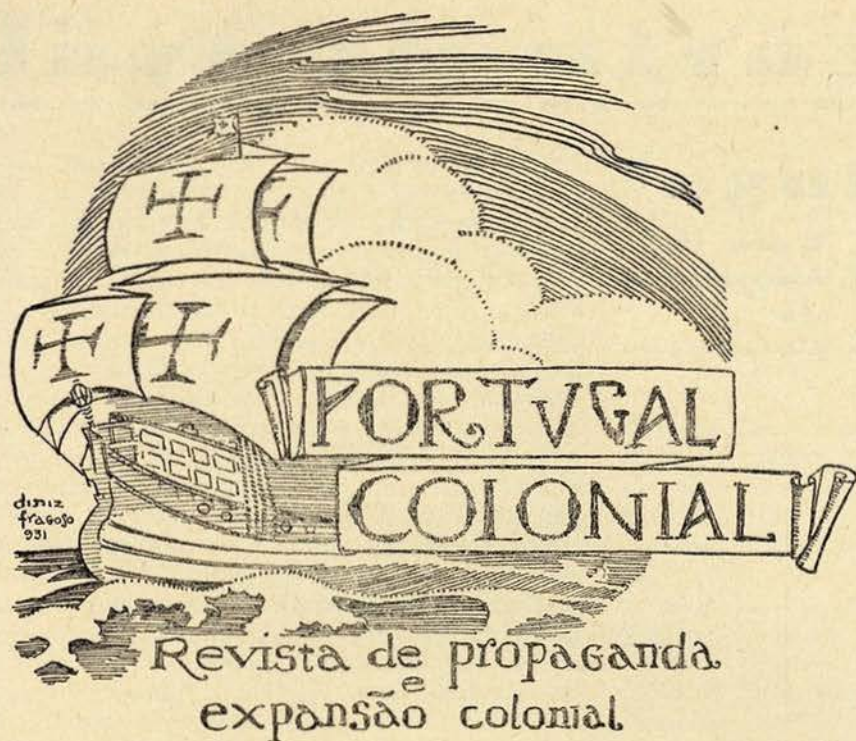 PORTVGAL
COLONIAL
diniz
fragoso
931
Revista de propaganda
e
expansão colonial